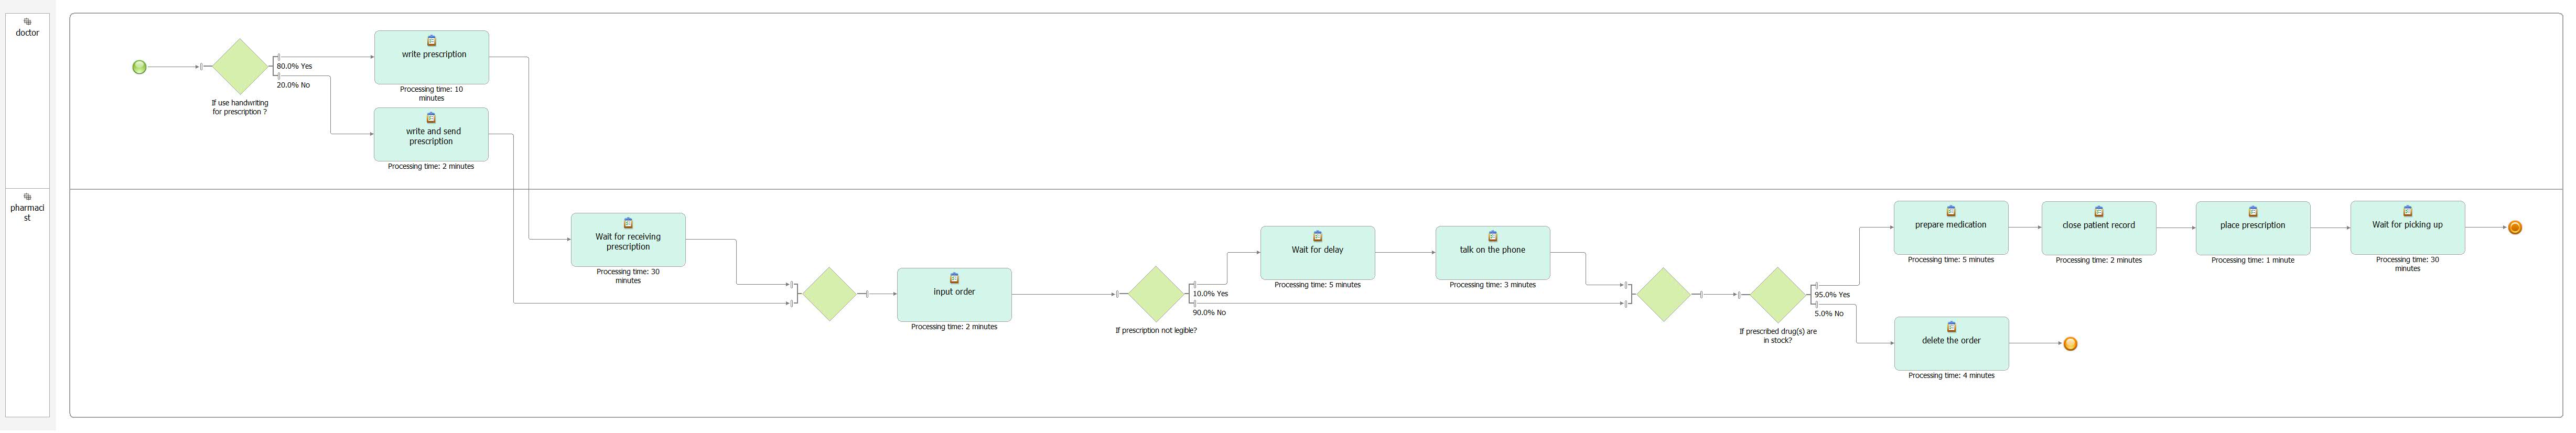 doctor
80.0% Yes
20.0% No
If use handwriting
for prescription ?
write prescription
Processing time: 10
minutes
write and send
prescription
Processing time: 2 minutes
pharmaci
st
Wait for receiving
prescription
Processing time: 30
minutes
input order
Processing time: 2 minutes
10.0% Yes
90.0% No
If prescription not legible?
Wait for delay
Processing time: 5 minutes
talk on the phone
Processing time: 3 minutes
95.0% Yes
5.0% No
If prescribed drug(s) are
in stock?
prepare medication
Processing time: 5 minutes
close patient record
Processing time: 2 minutes
place prescription
Processing time: 1 minute
Wait for picking up
Processing time: 30
minutes
delete the order
Processing time: 4 minutes